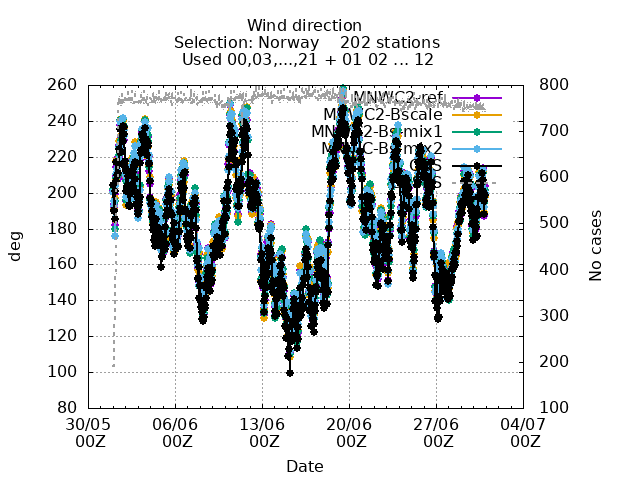 Wind direction
Selection: Norway    202 stations
Used 00,03,...,21 + 01 02 ... 12
260
240
220
200
180
160
140
120
100
80
800
700
600
500
400
300
200
100
MNWC2-ref
30/05 00Z
06/06 00Z
13/06 00Z
20/06 00Z
27/06 00Z
04/07 00Z
deg
No cases
Date